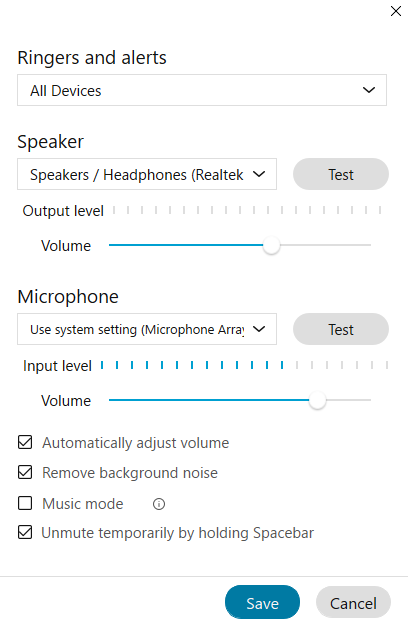 Ringers and alerts
All Devices
Speaker
Speakers / Headphones (Realtek
Test
Output level
Volume
Microphone
Use system setting (Microphone Array
Test
Input level
Volume
Automatically adjust volume
Remove background noise
Music mode
Unmute temporarily by holding Spacebar
Save
Cancel